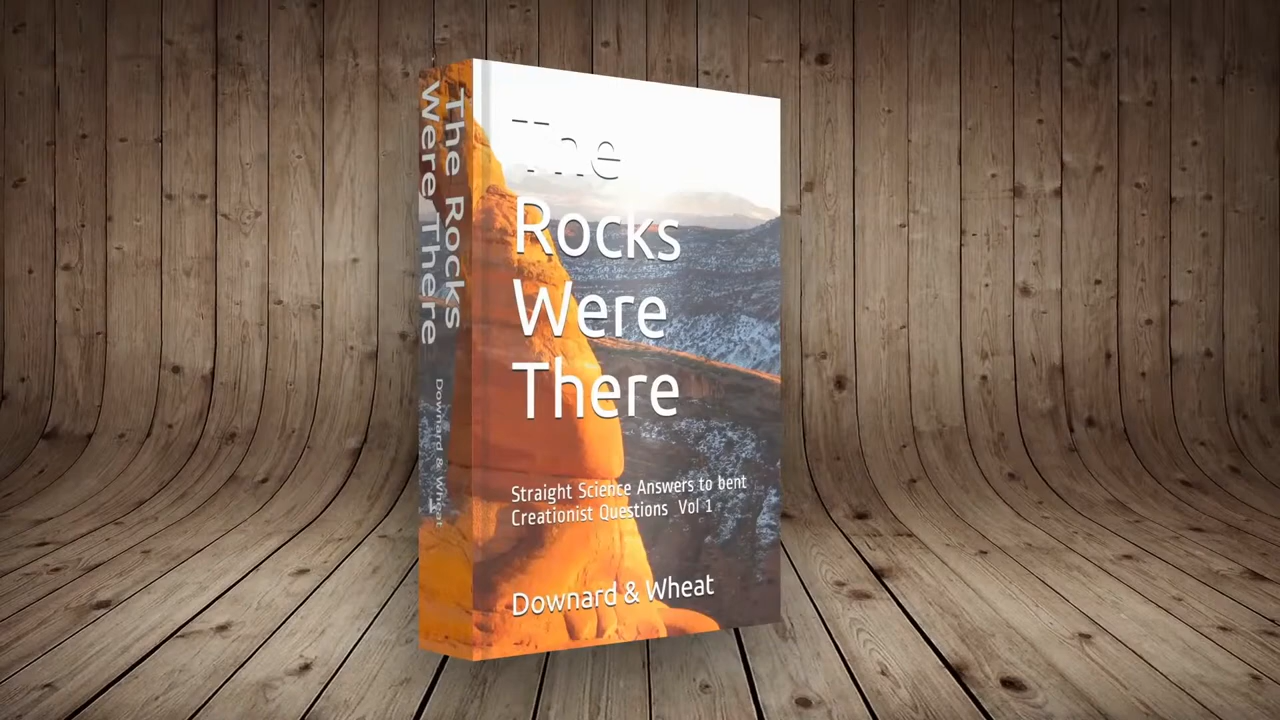 The Rocks
Were There
Downard & Wheat
The
Rocks
Were
There
Straight Science Answers to bent
Creationist Questions Vol 1
Downard & Wheat